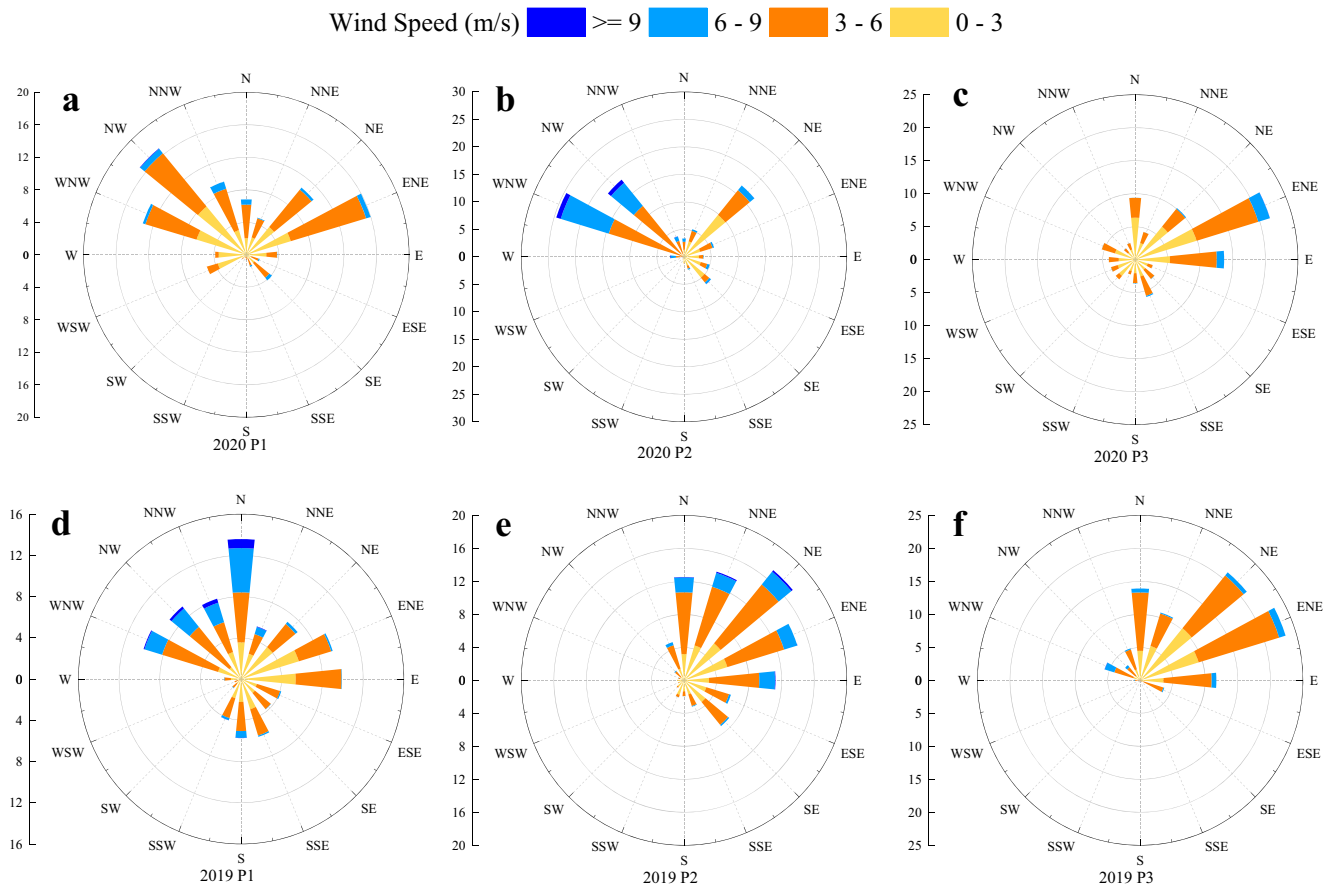 Wind Speed (m/s) >= 9 6 - 9 3 - 6 0 - 3
a
20
16
12
8
4
0
4
8
12
16
20
N
NNE
NE
ENE
E
ESE
SE
SSE
S
SSW
SW
WSW
W
WNW
NW
NNW
2020 P1
b
30
25
20
15
10
5
0
5
10
15
20
25
30
N
NNE
NE
ENE
E
ESE
SE
SSE
S
SSW
SW
WSW
W
WNW
NW
NNW
2020 P2
c
25
20
15
10
5
0
5
10
15
20
25
N
NNE
NE
ENE
E
ESE
SE
SSE
S
SSW
SW
WSW
W
WNW
NW
NNW
2020 P3
d
16
12
8
4
0
4
8
12
16
N
NNE
NE
ENE
E
ESE
SE
SSE
S
SSW
SW
WSW
W
WNW
NW
NNW
2019 P1
e
20
16
12
8
4
0
4
8
12
16
20
N
NNE
NE
ENE
E
ESE
SE
SSE
S
SSW
SW
WSW
W
WNW
NW
NNW
2019 P2
f
25
20
15
10
5
0
5
10
15
20
25
N
NNE
NE
ENE
E
ESE
SE
SSE
S
SSW
SW
WSW
W
WNW
NW
NNW
2019 P3